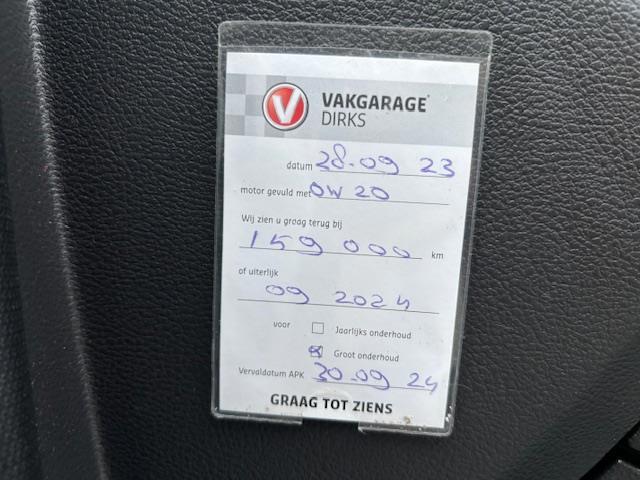 V
VAKGARAGE
DIRKS
datum 28-09 23
motor gevuld met 0W20
Wij zien u graag terug bij
159 000 km
of uiterlijk
09 2024
voor Jaarlijks onderhoud
Groot onderhoud
Vervaldatum APK 30-09 24
GRAAG TOT ZIENS